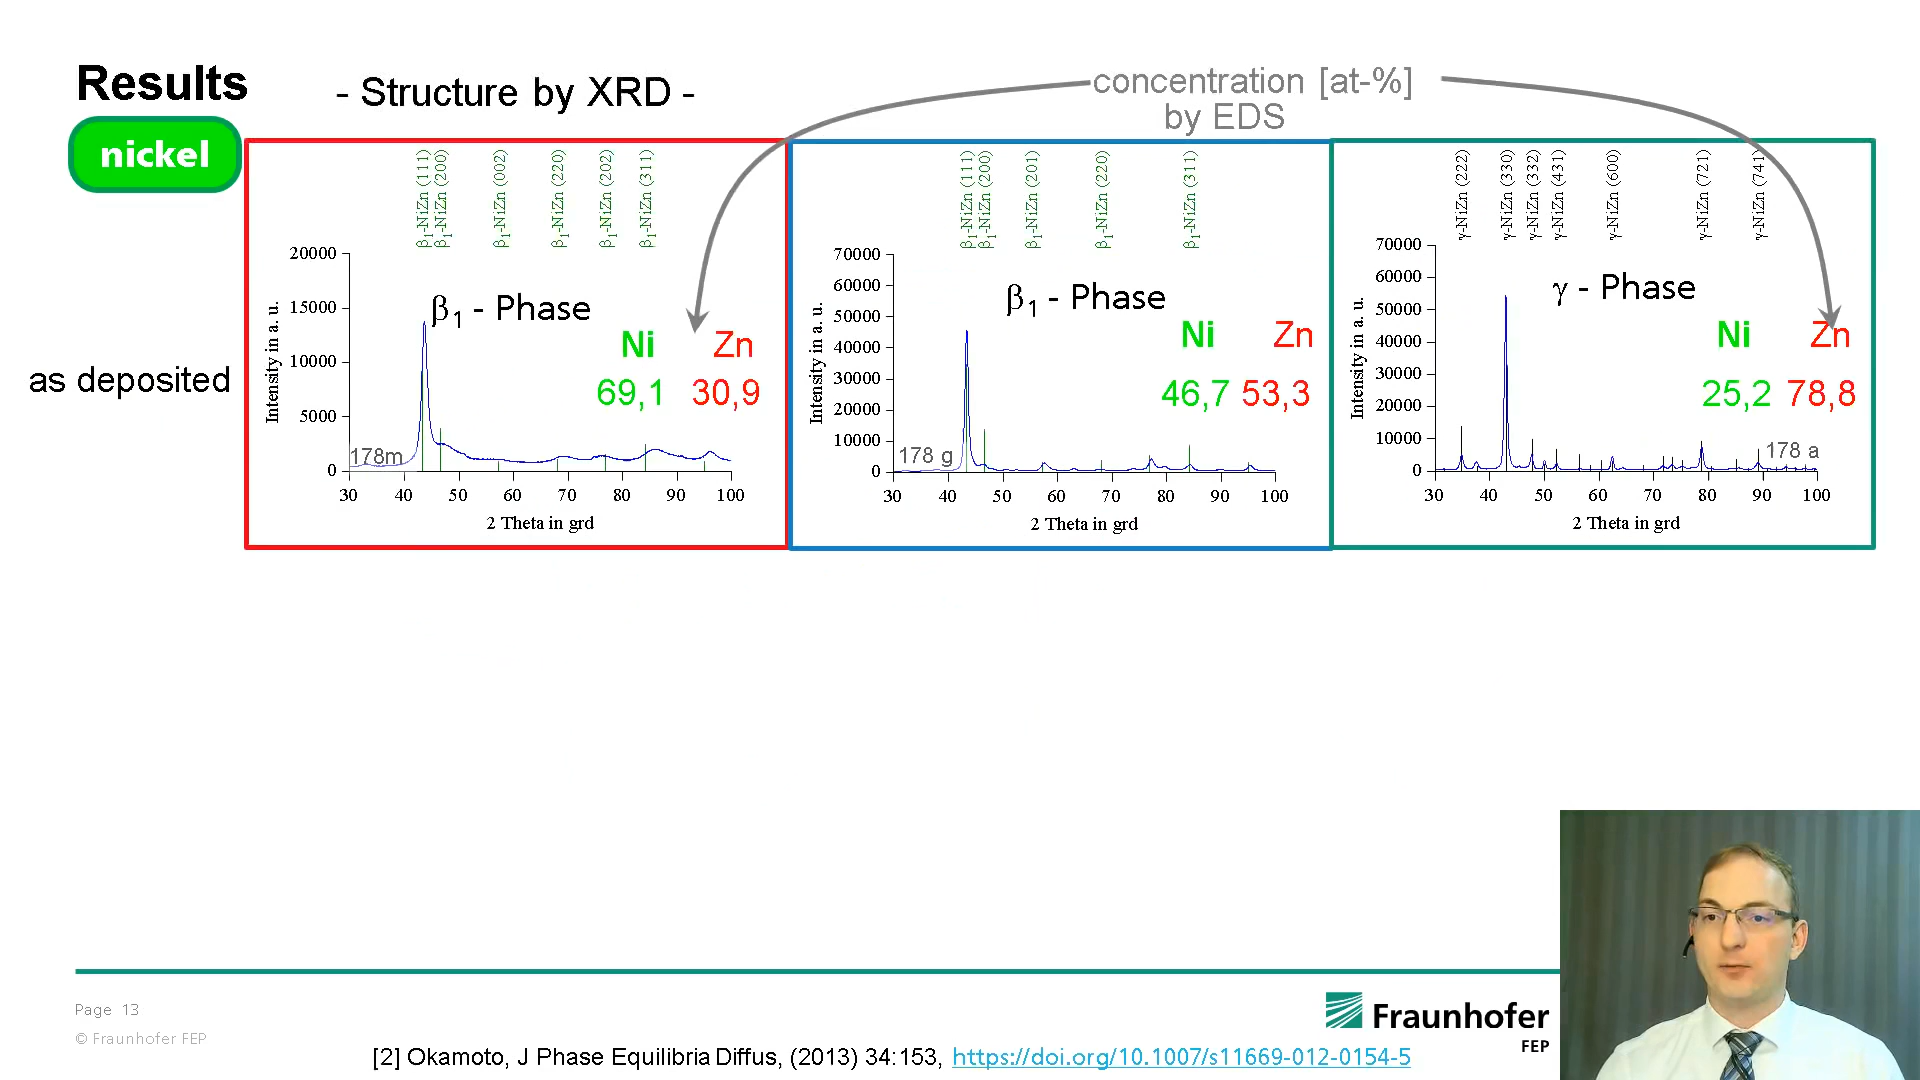 Results
- Structure by XRD -
concentration [at-%]
by EDS
nickel
as deposited
β1-NiZn (111)
β1-NiZn (200)
β1-NiZn (002)
β1-NiZn (220)
β1-NiZn (202)
β1-NiZn (311)
20000
15000
10000
5000
0
Intensity in a. u.
β1 - Phase
Ni Zn
69,1 30,9
178m
30 40 50 60 70 80 90 100
2 Theta in grd
β1-NiZn (111)
β1-NiZn (200)
β1-NiZn (201)
β1-NiZn (220)
β1-NiZn (311)
70000
60000
50000
40000
30000
20000
10000
0
Intensity in a. u.
β1 - Phase
Ni Zn
46,7 53,3
178 g
30 40 50 60 70 80 90 100
2 Theta in grd
γ-NiZn (222)
γ-NiZn (330)
γ-NiZn (332)
γ-NiZn (431)
γ-NiZn (600)
γ-NiZn (721)
γ-NiZn (741)
70000
60000
50000
40000
30000
20000
10000
0
Intensity in a. u.
γ - Phase
Ni Zn
25,2 78,8
178 a
30 40 50 60 70 80 90 100
2 Theta in grd
Page 13
© Fraunhofer FEP
Fraunhofer
FEP
[2] Okamoto, J Phase Equilibria Diffus, (2013) 34:153, https://doi.org/10.1007/s11669-012-0154-5